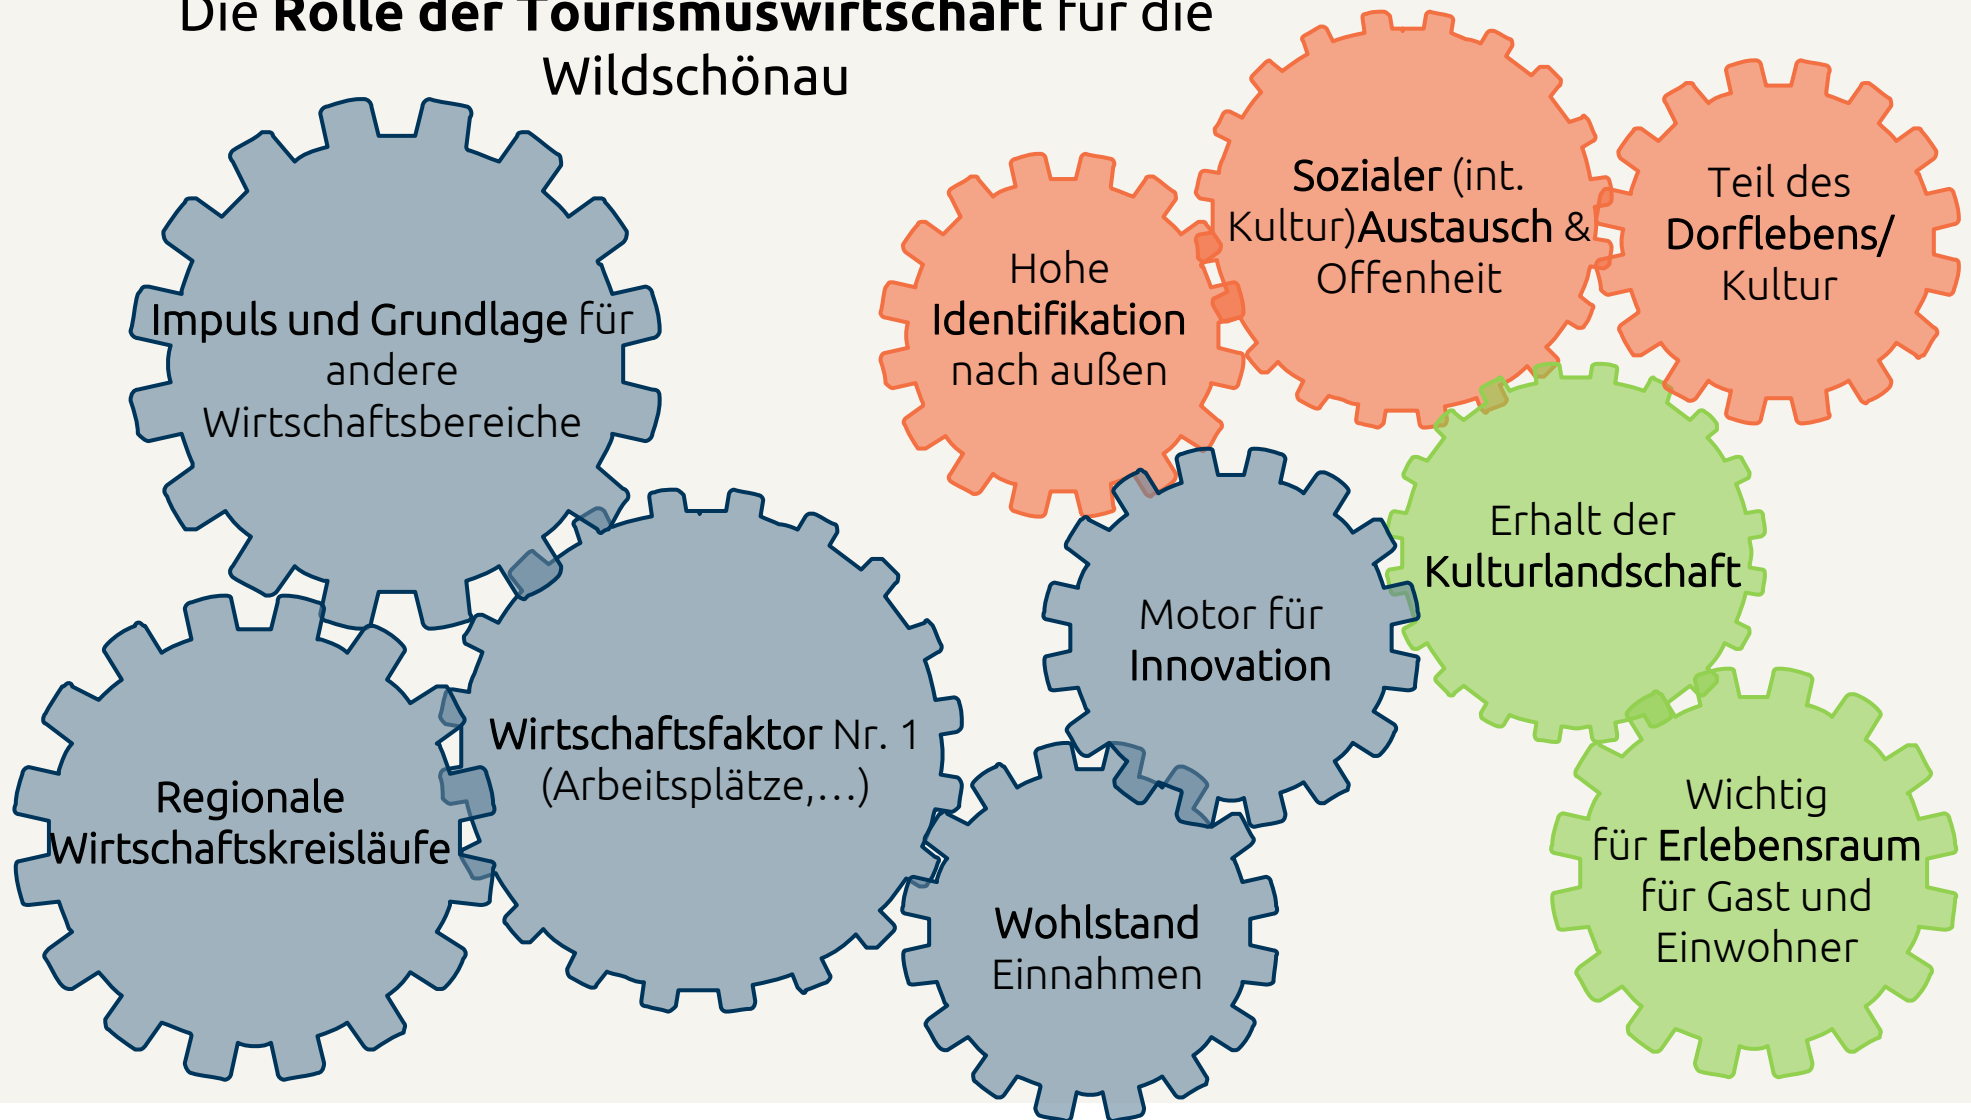 Die Rolle der Tourismuswirtschaft für die
Wildschönau
Impuls und Grundlage für
andere
Wirtschaftsbereiche
Hohe
Identifikation
nach außen
Sozialer (int.
Kultur)Austausch &
Offenheit
Teil des
Dorflebens/
Kultur
Erhalt der
Kulturlandschaft
Motor für
Innovation
Wirtschaftsfaktor Nr. 1
(Arbeitsplätze,...)
Regionale
Wirtschaftskreisläufe
Wohlstand
Einnahmen
Wichtig
für Erlebensraum
für Gast und
Einwohner